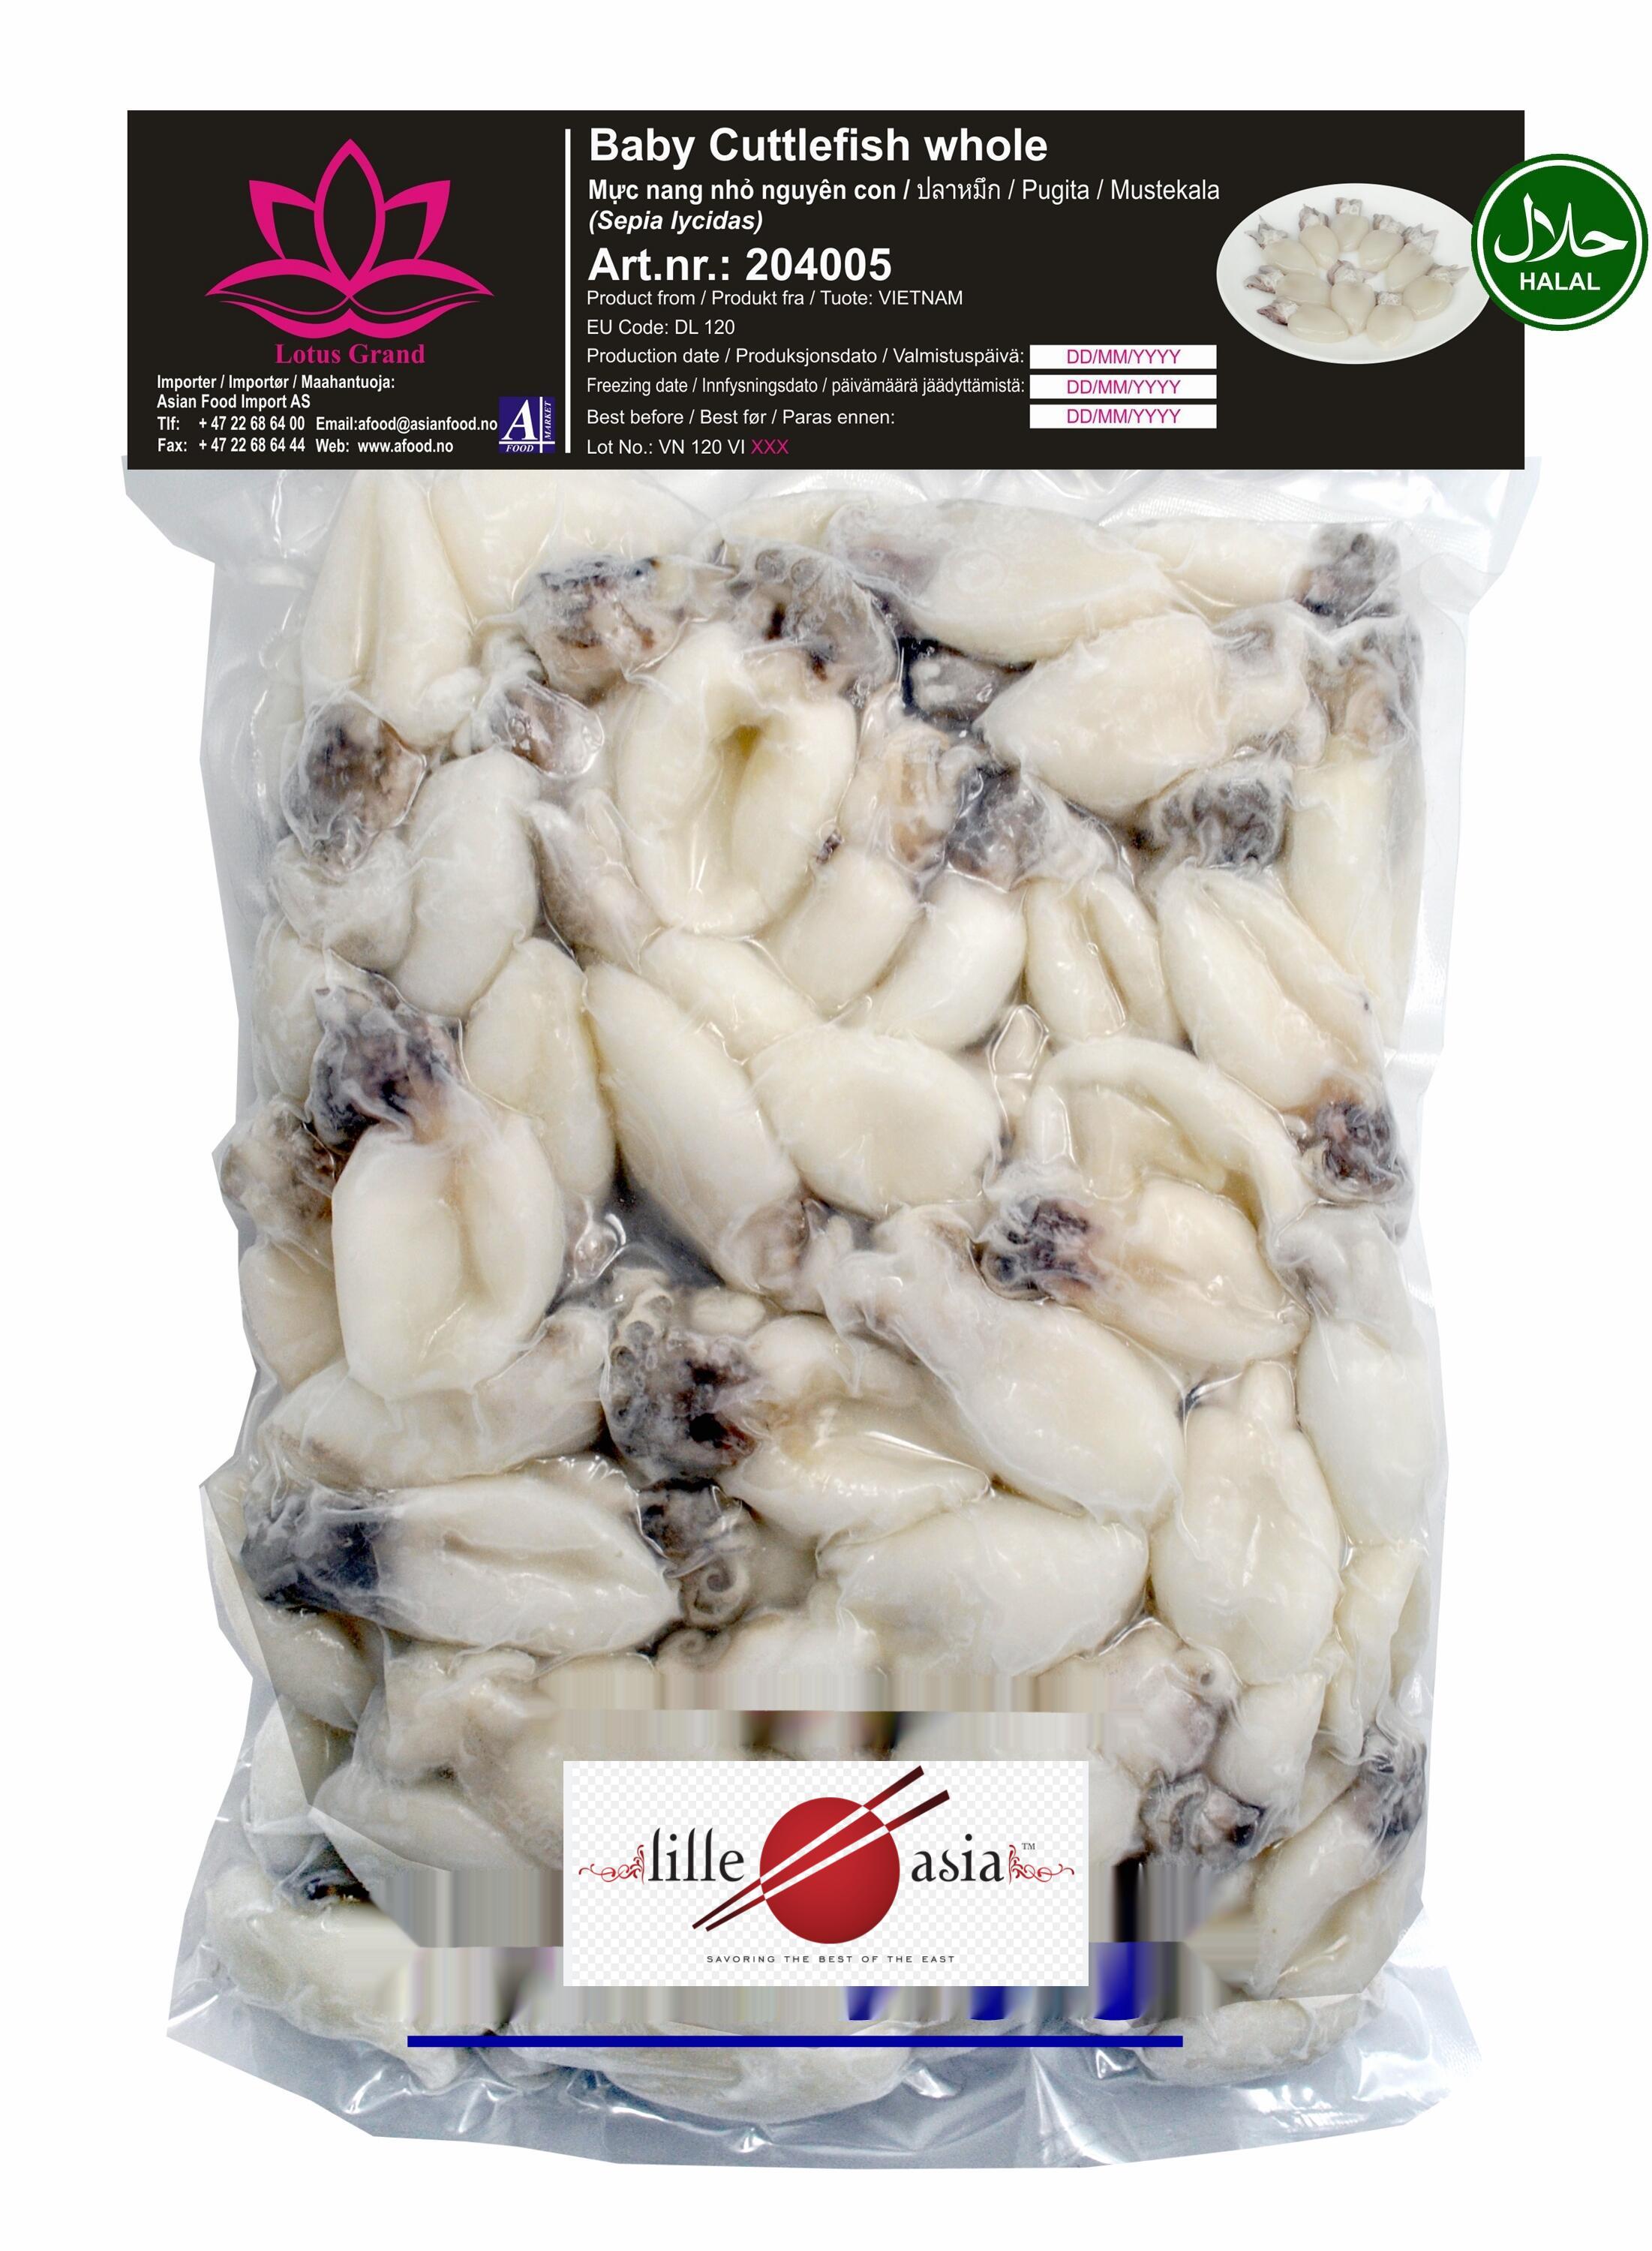 Baby Cuttlefish whole
Mực nang nhỏ nguyên con / ปลาหมึก / Pugita / Mustekala
(Sepia lycidas)
Art.nr.: 204005
Product from / Produkt fra / Tuote: VIETNAM
EU Code: DL 120
Production date / Produksjonsdato / Valmistuspäivä: DD/MM/YYYY
Freezing date / Innfysningsdato / päivämäärä jäädyttämistä: DD/MM/YYYY
Best before / Best før / Paras ennen: DD/MM/YYYY
Lot No.: VN 120 VI XXX
Lotus Grand
Importer / Importør / Maahantuoja:
Asian Food Import AS
Tlf: + 47 22 68 64 00 Email:afood@asianfood.no
Fax: + 47 22 68 64 44 Web: www.afood.no
A
FOOD
MARKET
حلال
HALAL
lille asia™
SAVORING THE BEST OF THE EAST